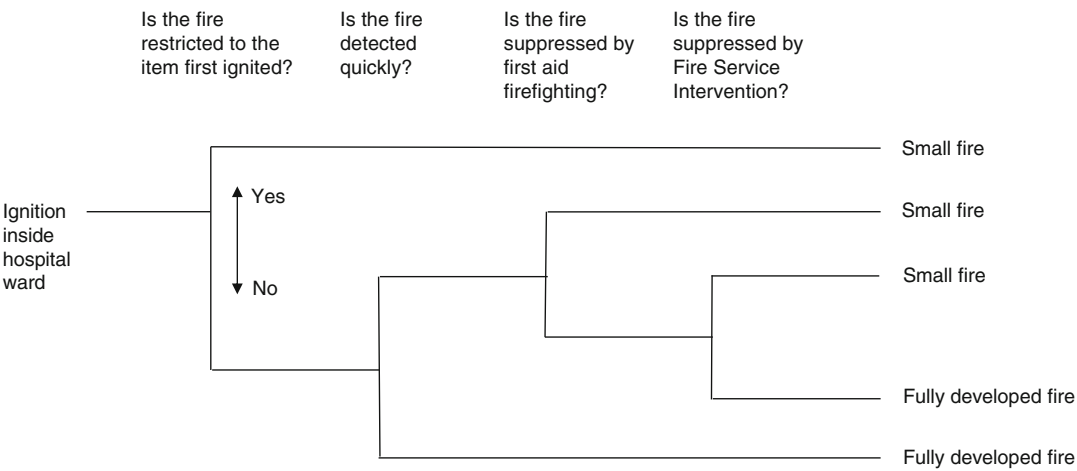 Is the fire
restricted to the
item first ignited?
Is the fire
detected
quickly?
Is the fire
suppressed by
first aid
firefighting?
Is the fire
suppressed by
Fire Service
Intervention?
Small fire
Yes
Ignition
inside
hospital
ward
Small fire
No
Small fire
Fully developed fire
Fully developed fire